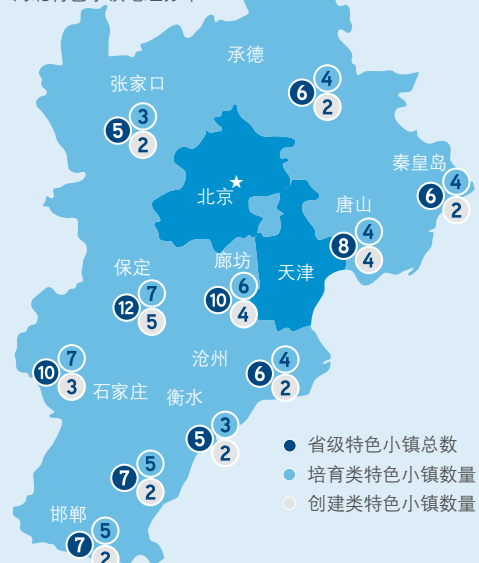 承德
4
6
2
张家口
3
5
2
秦皇岛
4
6
2
北京
唐山
4
8
4
廊坊
6
10
4
天津
保定
7
12
5
沧州
4
6
2
7
10
3
石家庄
衡水
3
5
2
5
7
2
邯郸
5
7
2
省级特色小镇总数
培育类特色小镇数量
创建类特色小镇数量